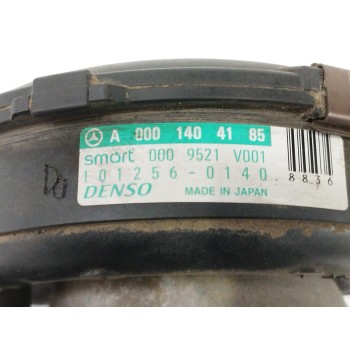 A 000 140 41 85
smart 000 9521 V001
101256-0140
DENSO MADE IN JAPAN
8836